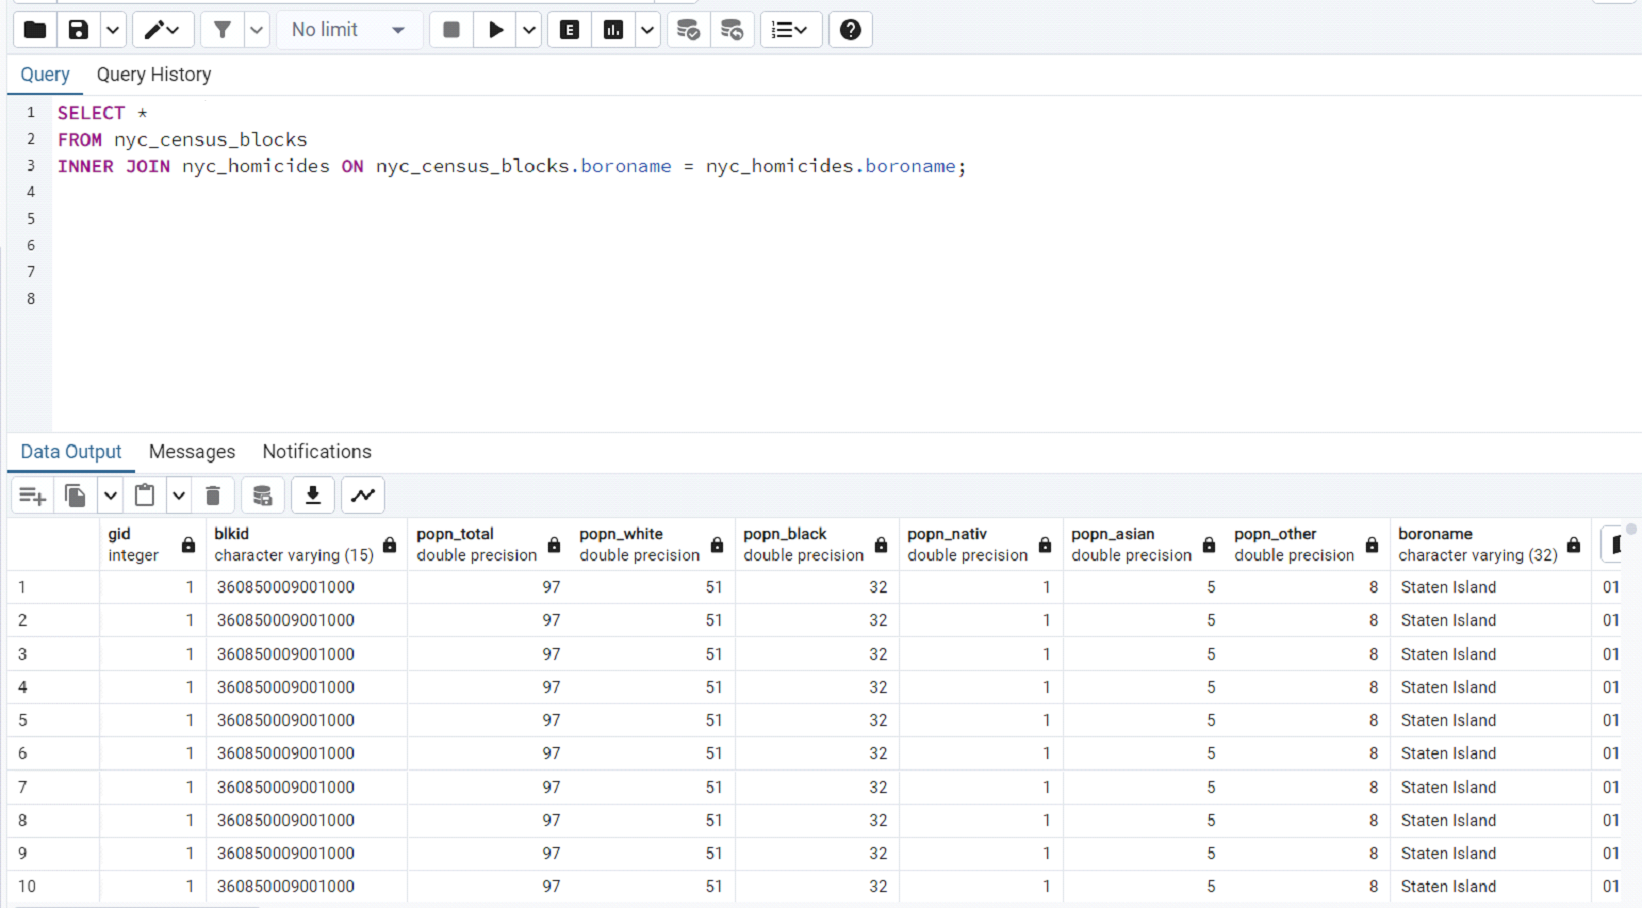 No limit
E
Query Query History
1 SELECT *
2 FROM nyc_census_blocks
3 INNER JOIN nyc_homicides ON nyc_census_blocks.boroname = nyc_homicides.boroname;
4
5
6
7
8
Data Output Messages Notifications
gid blkid popn_total popn_white popn_black popn_nativ popn_asian popn_other boroname
integer character varying (15) double precision double precision double precision double precision double precision double precision character varying (32)
1 1 360850009001000 97 51 32 1 5 8 Staten Island 01
2 1 360850009001000 97 51 32 1 5 8 Staten Island 01
3 1 360850009001000 97 51 32 1 5 8 Staten Island 01
4 1 360850009001000 97 51 32 1 5 8 Staten Island 01
5 1 360850009001000 97 51 32 1 5 8 Staten Island 01
6 1 360850009001000 97 51 32 1 5 8 Staten Island 01
7 1 360850009001000 97 51 32 1 5 8 Staten Island 01
8 1 360850009001000 97 51 32 1 5 8 Staten Island 01
9 1 360850009001000 97 51 32 1 5 8 Staten Island 01
10 1 360850009001000 97 51 32 1 5 8 Staten Island 01